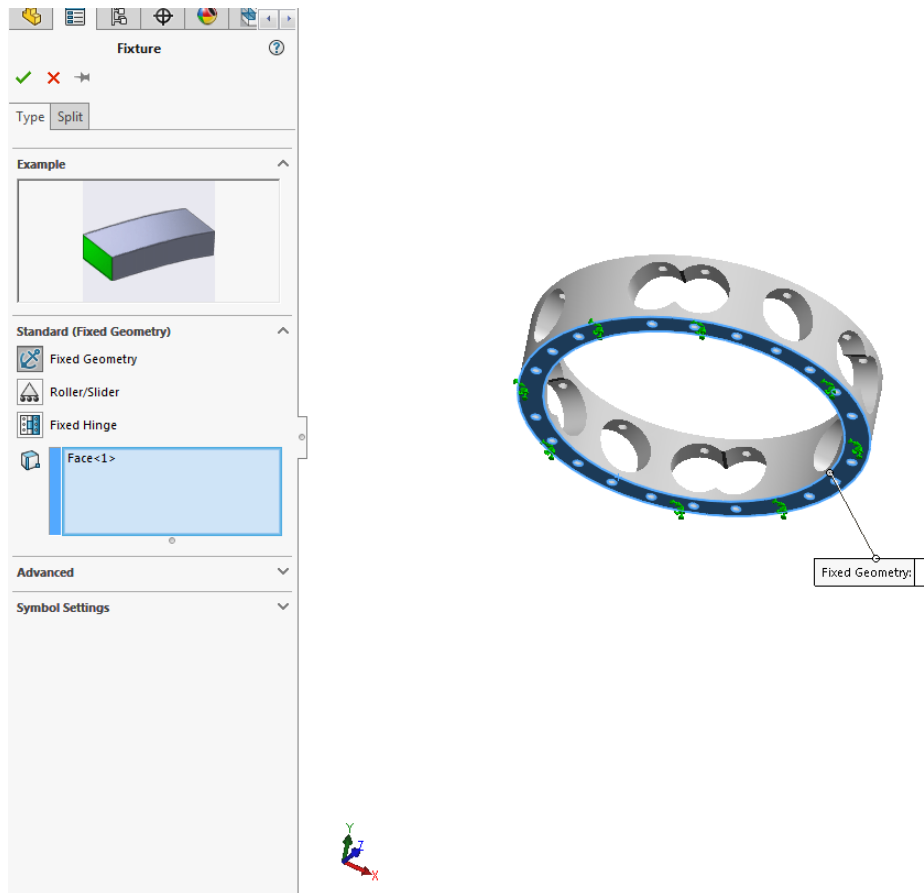 Fixture
Type Split
Example
Standard (Fixed Geometry)
Fixed Geometry
Roller/Slider
Fixed Hinge
Face<1>
Advanced
Symbol Settings
Fixed Geometry:
Y
Z
X